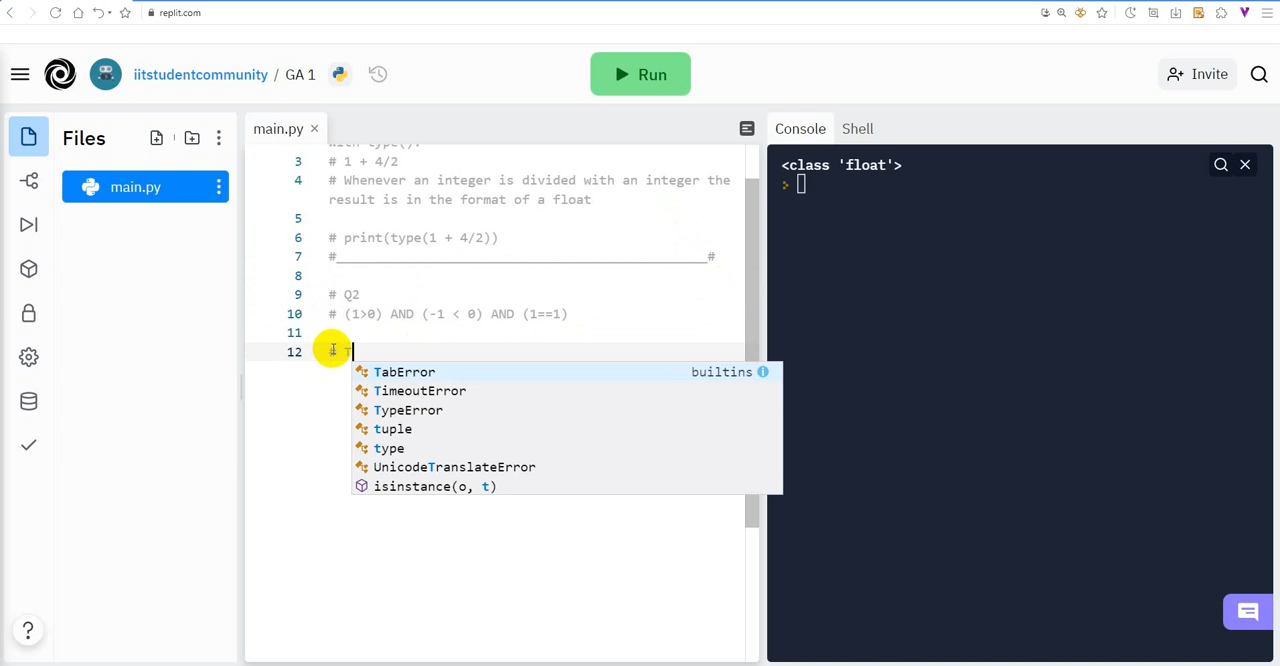 replit.com
iitstudentcommunity / GA 1
Run
Invite
Files
main.py
main.py
Console
Shell
with type().
3 # 1 + 4/2
4 # Whenever an integer is divided with an integer the
result is in the format of a float
5
6 # print(type(1 + 4/2))
7 #_______________________________________________#
8
9 # Q2
10 # (1>0) AND (-1 < 0) AND (1==1)
11
12 # T
TabError builtins
TimeoutError
TypeError
tuple
type
UnicodeTranslateError
isinstance(o, t)
<class 'float'>
>
?